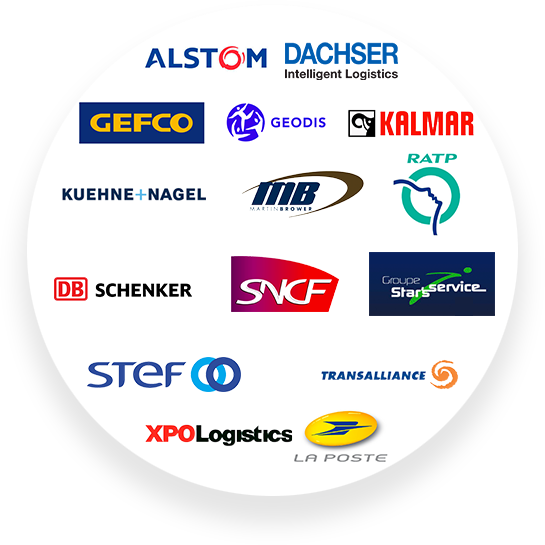 ALSTOM
DACHSER
Intelligent Logistics
GEFCO
GEODIS
KALMAR
KUEHNE+NAGEL
MB
MARTIN BROWER
RATP
DB SCHENKER
SNCF
Groupe
Stars service
STEF
TRANSALLIANCE
XPOLogistics
LA POSTE